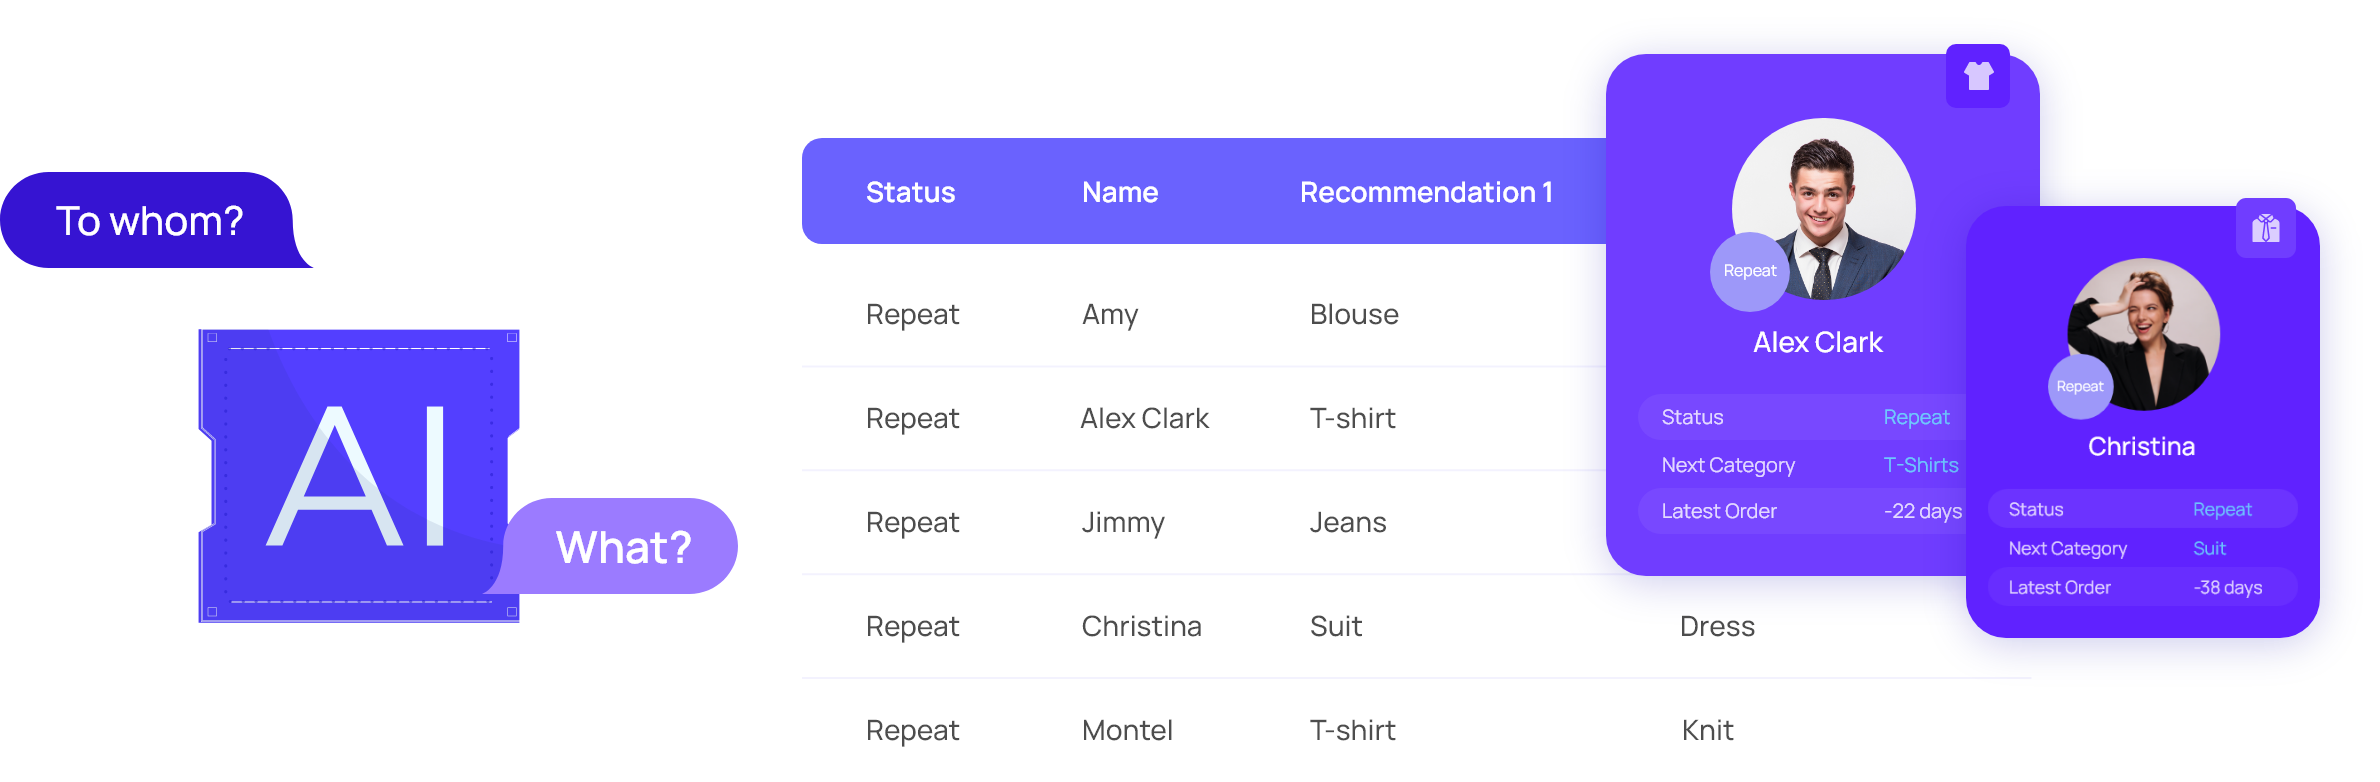 To whom?
AI
What?
Status Name Recommendation 1
Repeat Amy Blouse
Repeat Alex Clark T-shirt
Repeat Jimmy Jeans
Repeat Christina Suit Dress
Repeat Montel T-shirt Knit
Repeat
Alex Clark
Status Repeat
Next Category T-Shirts
Latest Order -22 days
Repeat
Christina
Status Repeat
Next Category Suit
Latest Order -38 days